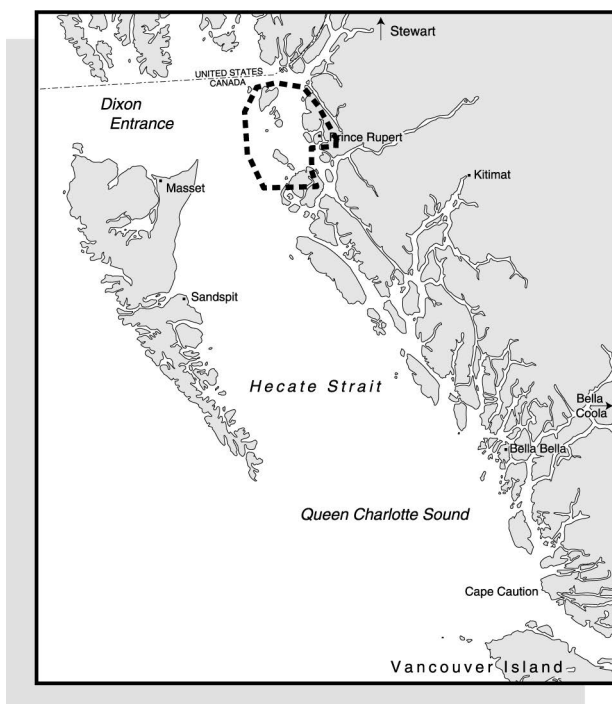 Stewart
UNITED STATES
CANADA
Dixon
Entrance
Prince Rupert
Masset
Kitimat
Sandspit
Hecate Strait
Bella
Coola
Bella Bella
Queen Charlotte Sound
Cape Caution
Vancouver Island